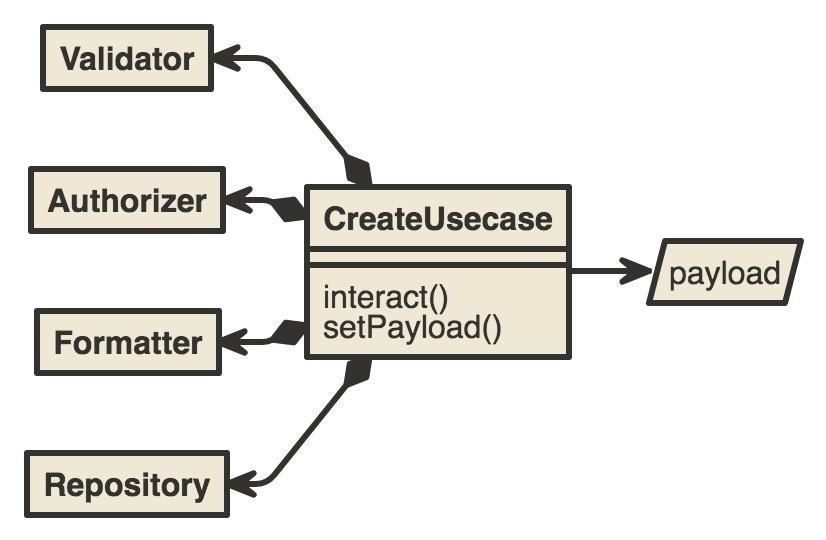 Validator
Authorizer
CreateUsecase
payload
interact()
setPayload()
Formatter
Repository